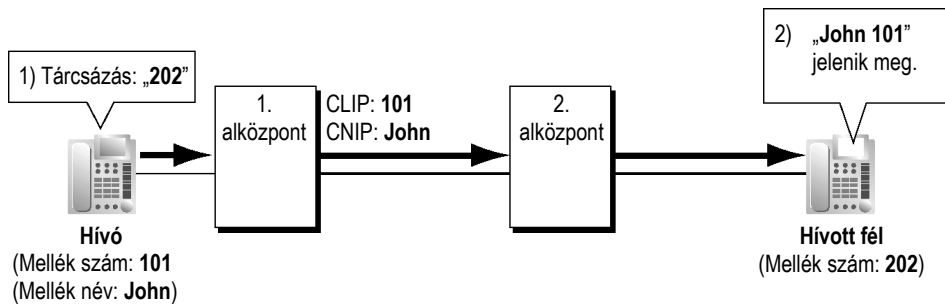 1) Tárcsázás: „202”
1.
alközpont
CLIP: 101
CNIP: John
2.
alközpont
2) „John 101”
jelenik meg.
Hívó
(Mellék szám: 101
(Mellék név: John)
Hívott fél
(Mellék szám: 202)